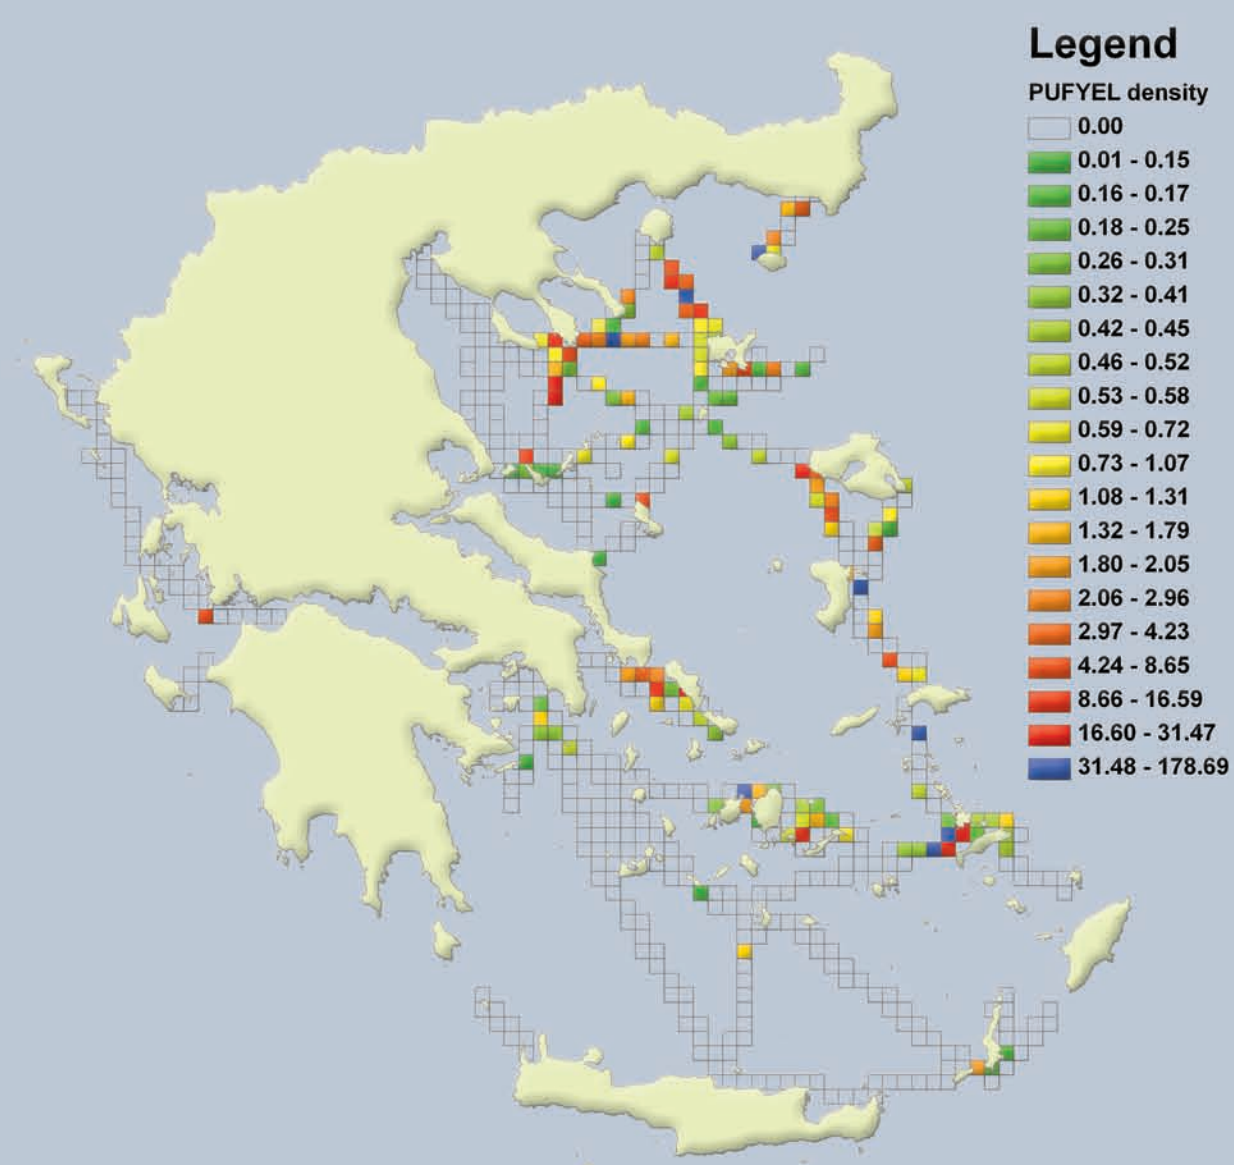 Legend
PUFYEL density
0.00
0.01 - 0.15
0.16 - 0.17
0.18 - 0.25
0.26 - 0.31
0.32 - 0.41
0.42 - 0.45
0.46 - 0.52
0.53 - 0.58
0.59 - 0.72
0.73 - 1.07
1.08 - 1.31
1.32 - 1.79
1.80 - 2.05
2.06 - 2.96
2.97 - 4.23
4.24 - 8.65
8.66 - 16.59
16.60 - 31.47
31.48 - 178.69